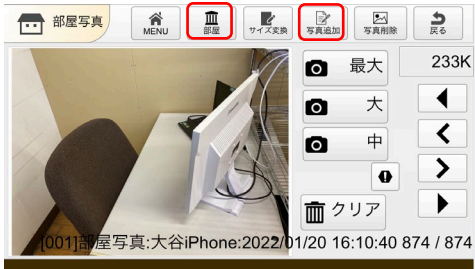 部屋写真
MENU
部屋
サイズ変換
写真追加
写真削除
戻る
最大
233K
大
中
クリア
[001]部屋写真:大谷iPhone:2022/01/20 16:10:40 874 / 874